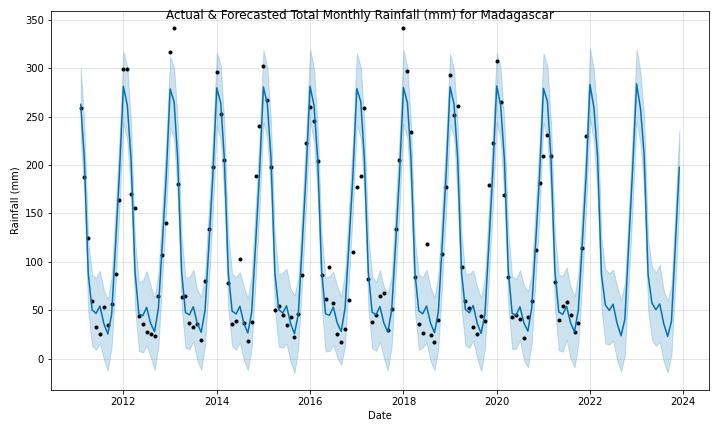 Actual & Forecasted Total Monthly Rainfall (mm) for Madagascar
350
300
250
200
150
100
50
0
Rainfall (mm)
2012 2014 2016 2018 2020 2022 2024
Date